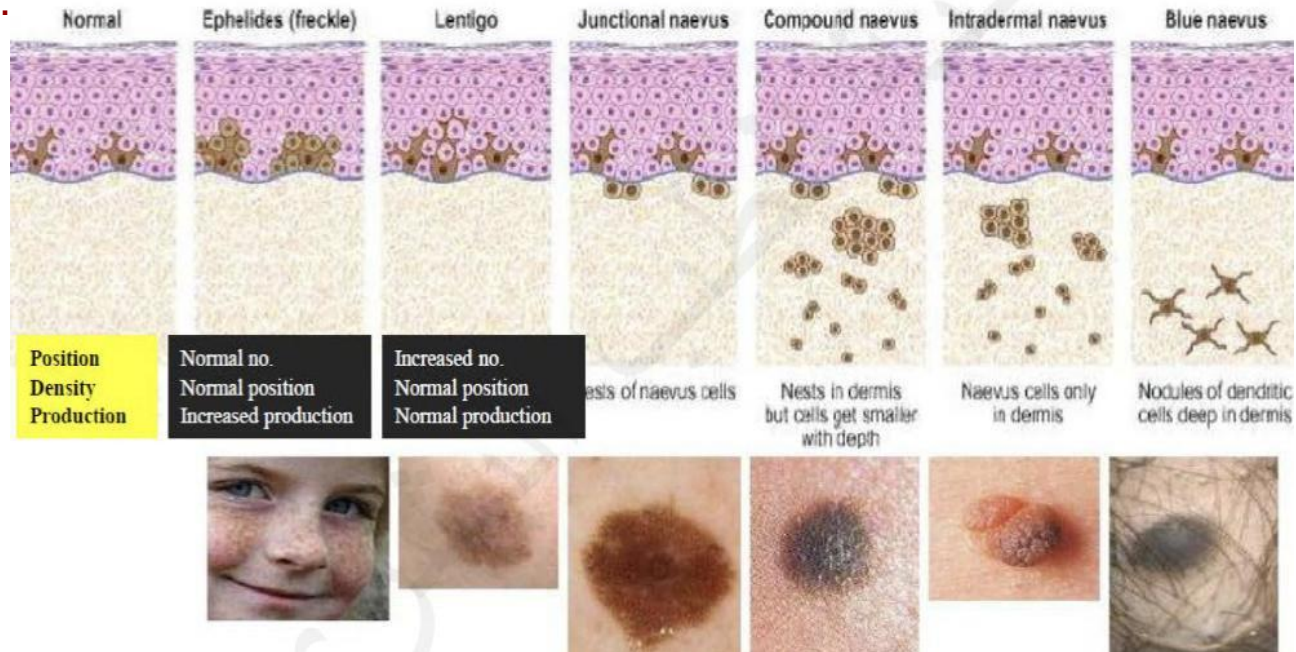 Normal
Ephelides (freckle)
Lentigo
Junctional naevus
Compound naevus
Intradermal naevus
Blue naevus
Position
Density
Production
Normal no.
Normal position
Increased production
Increased no.
Normal position
Normal production
of naevus cells
Nests in dermis
but cells get smaller
with depth
Naevus cells only
in dermis
Nodules of dendritic
cells deep in dermis